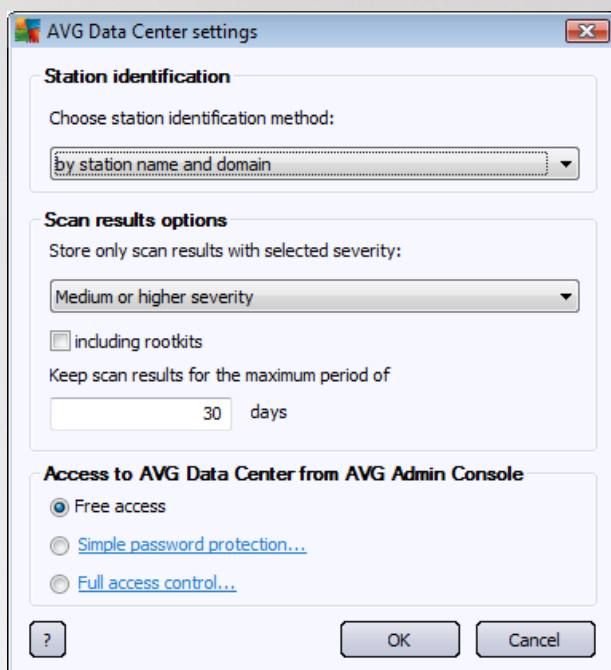 AVG Data Center settings
Station identification
Choose station identification method:
by station name and domain
Scan results options
Store only scan results with selected severity:
Medium or higher severity
including rootkits
Keep scan results for the maximum period of
30 days
Access to AVG Data Center from AVG Admin Console
Free access
Simple password protection...
Full access control...
? OK Cancel